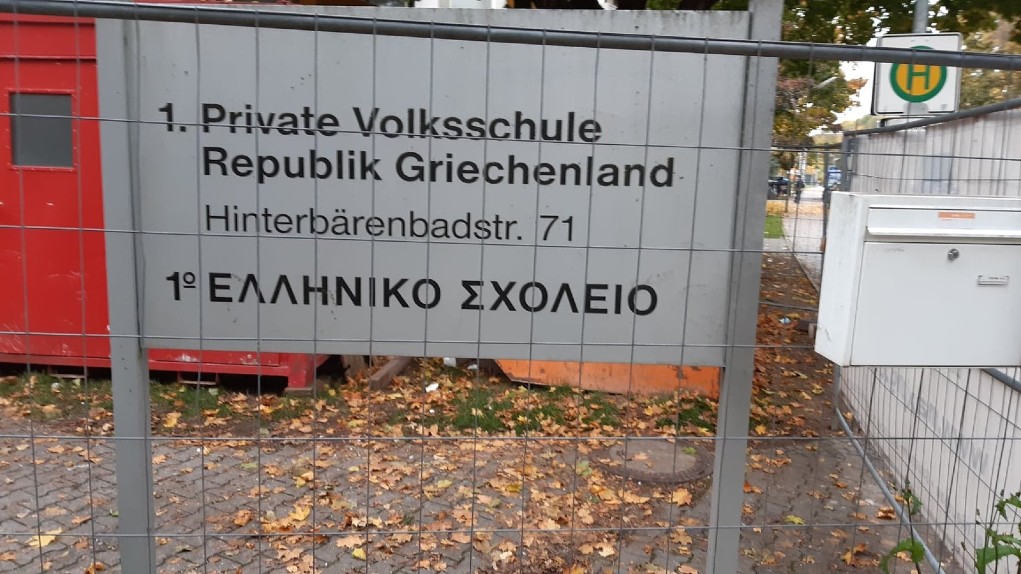 1. Private Volksschule
Republik Griechenland
Hinterbärenbadstr. 71
1º ΕΛΛΗΝΙΚΟ ΣΧΟΛΕΙΟ
H